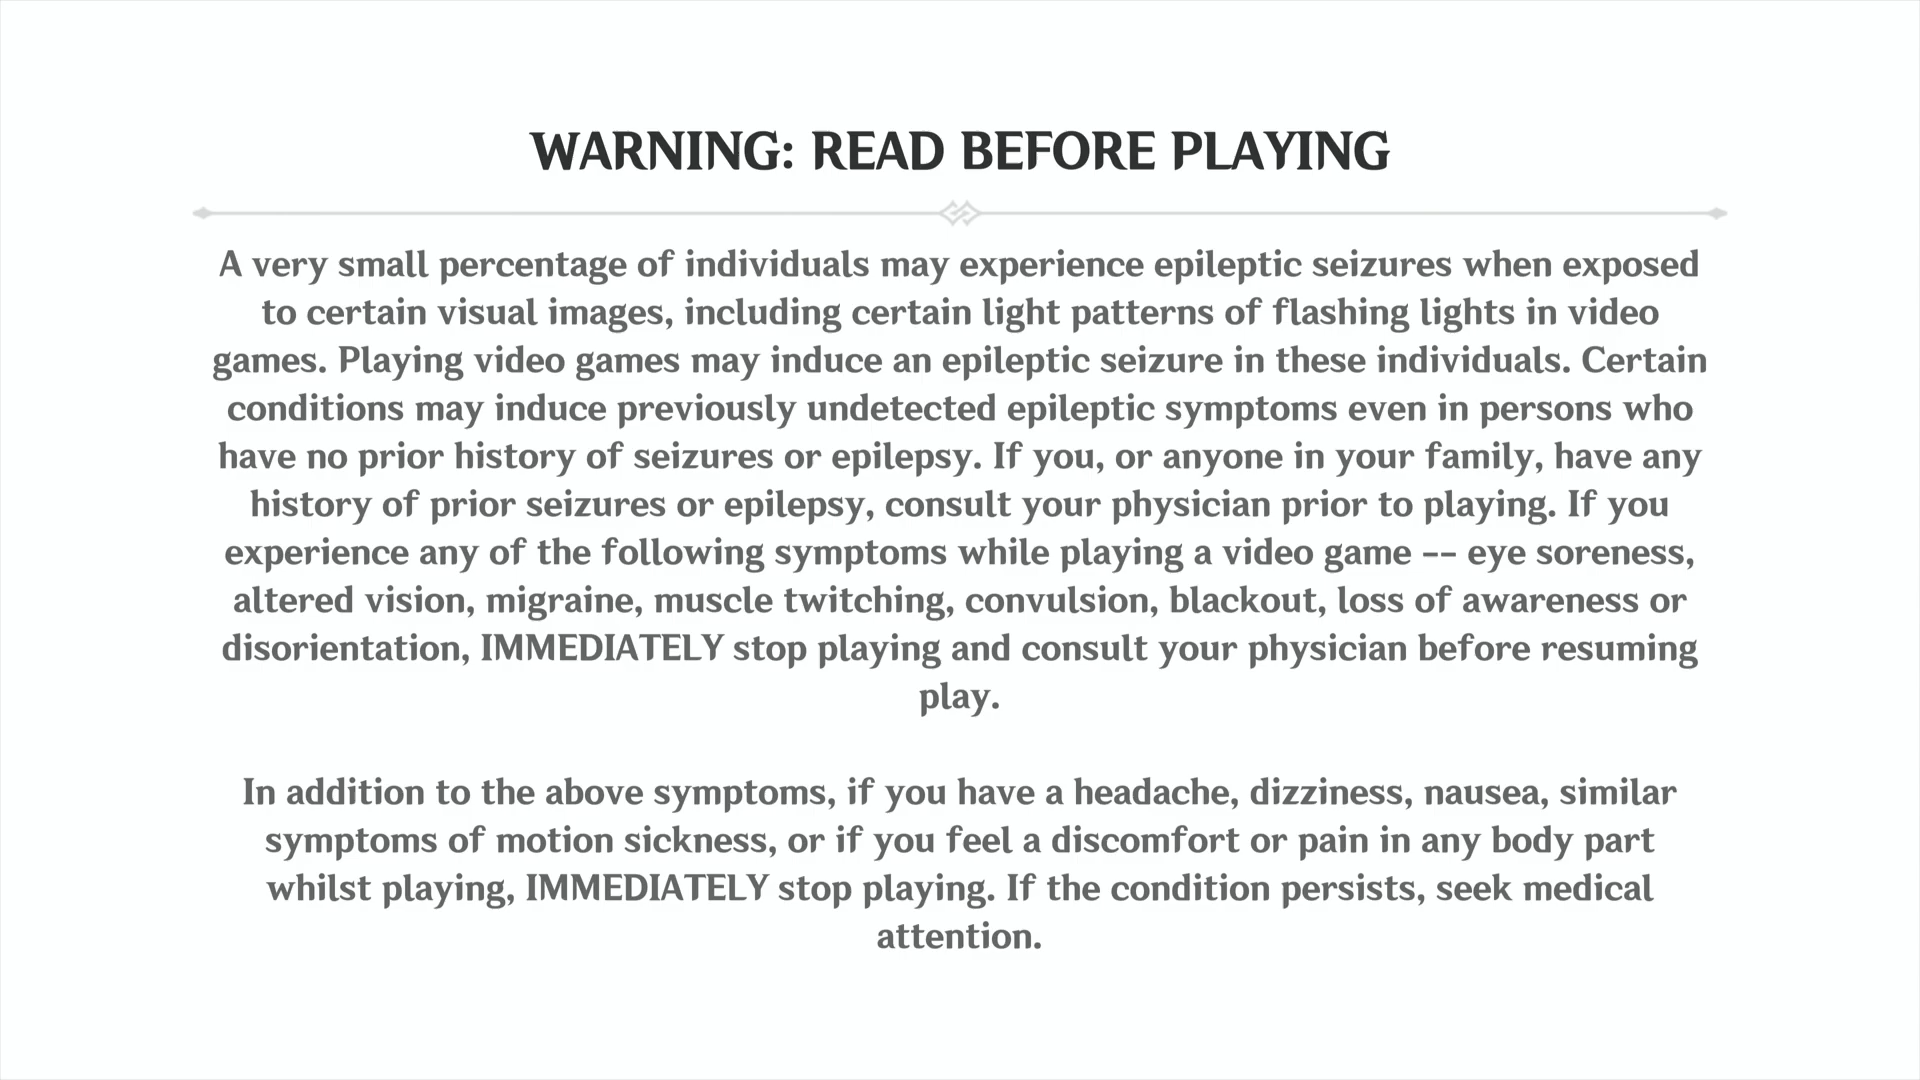 WARNING: READ BEFORE PLAYING
A very small percentage of individuals may experience epileptic seizures when exposed
to certain visual images, including certain light patterns of flashing lights in video
games. Playing video games may induce an epileptic seizure in these individuals. Certain
conditions may induce previously undetected epileptic symptoms even in persons who
have no prior history of seizures or epilepsy. If you, or anyone in your family, have any
history of prior seizures or epilepsy, consult your physician prior to playing. If you
experience any of the following symptoms while playing a video game -- eye soreness,
altered vision, migraine, muscle twitching, convulsion, blackout, loss of awareness or
disorientation, IMMEDIATELY stop playing and consult your physician before resuming
play.
In addition to the above symptoms, if you have a headache, dizziness, nausea, similar
symptoms of motion sickness, or if you feel a discomfort or pain in any body part
whilst playing, IMMEDIATELY stop playing. If the condition persists, seek medical
attention.